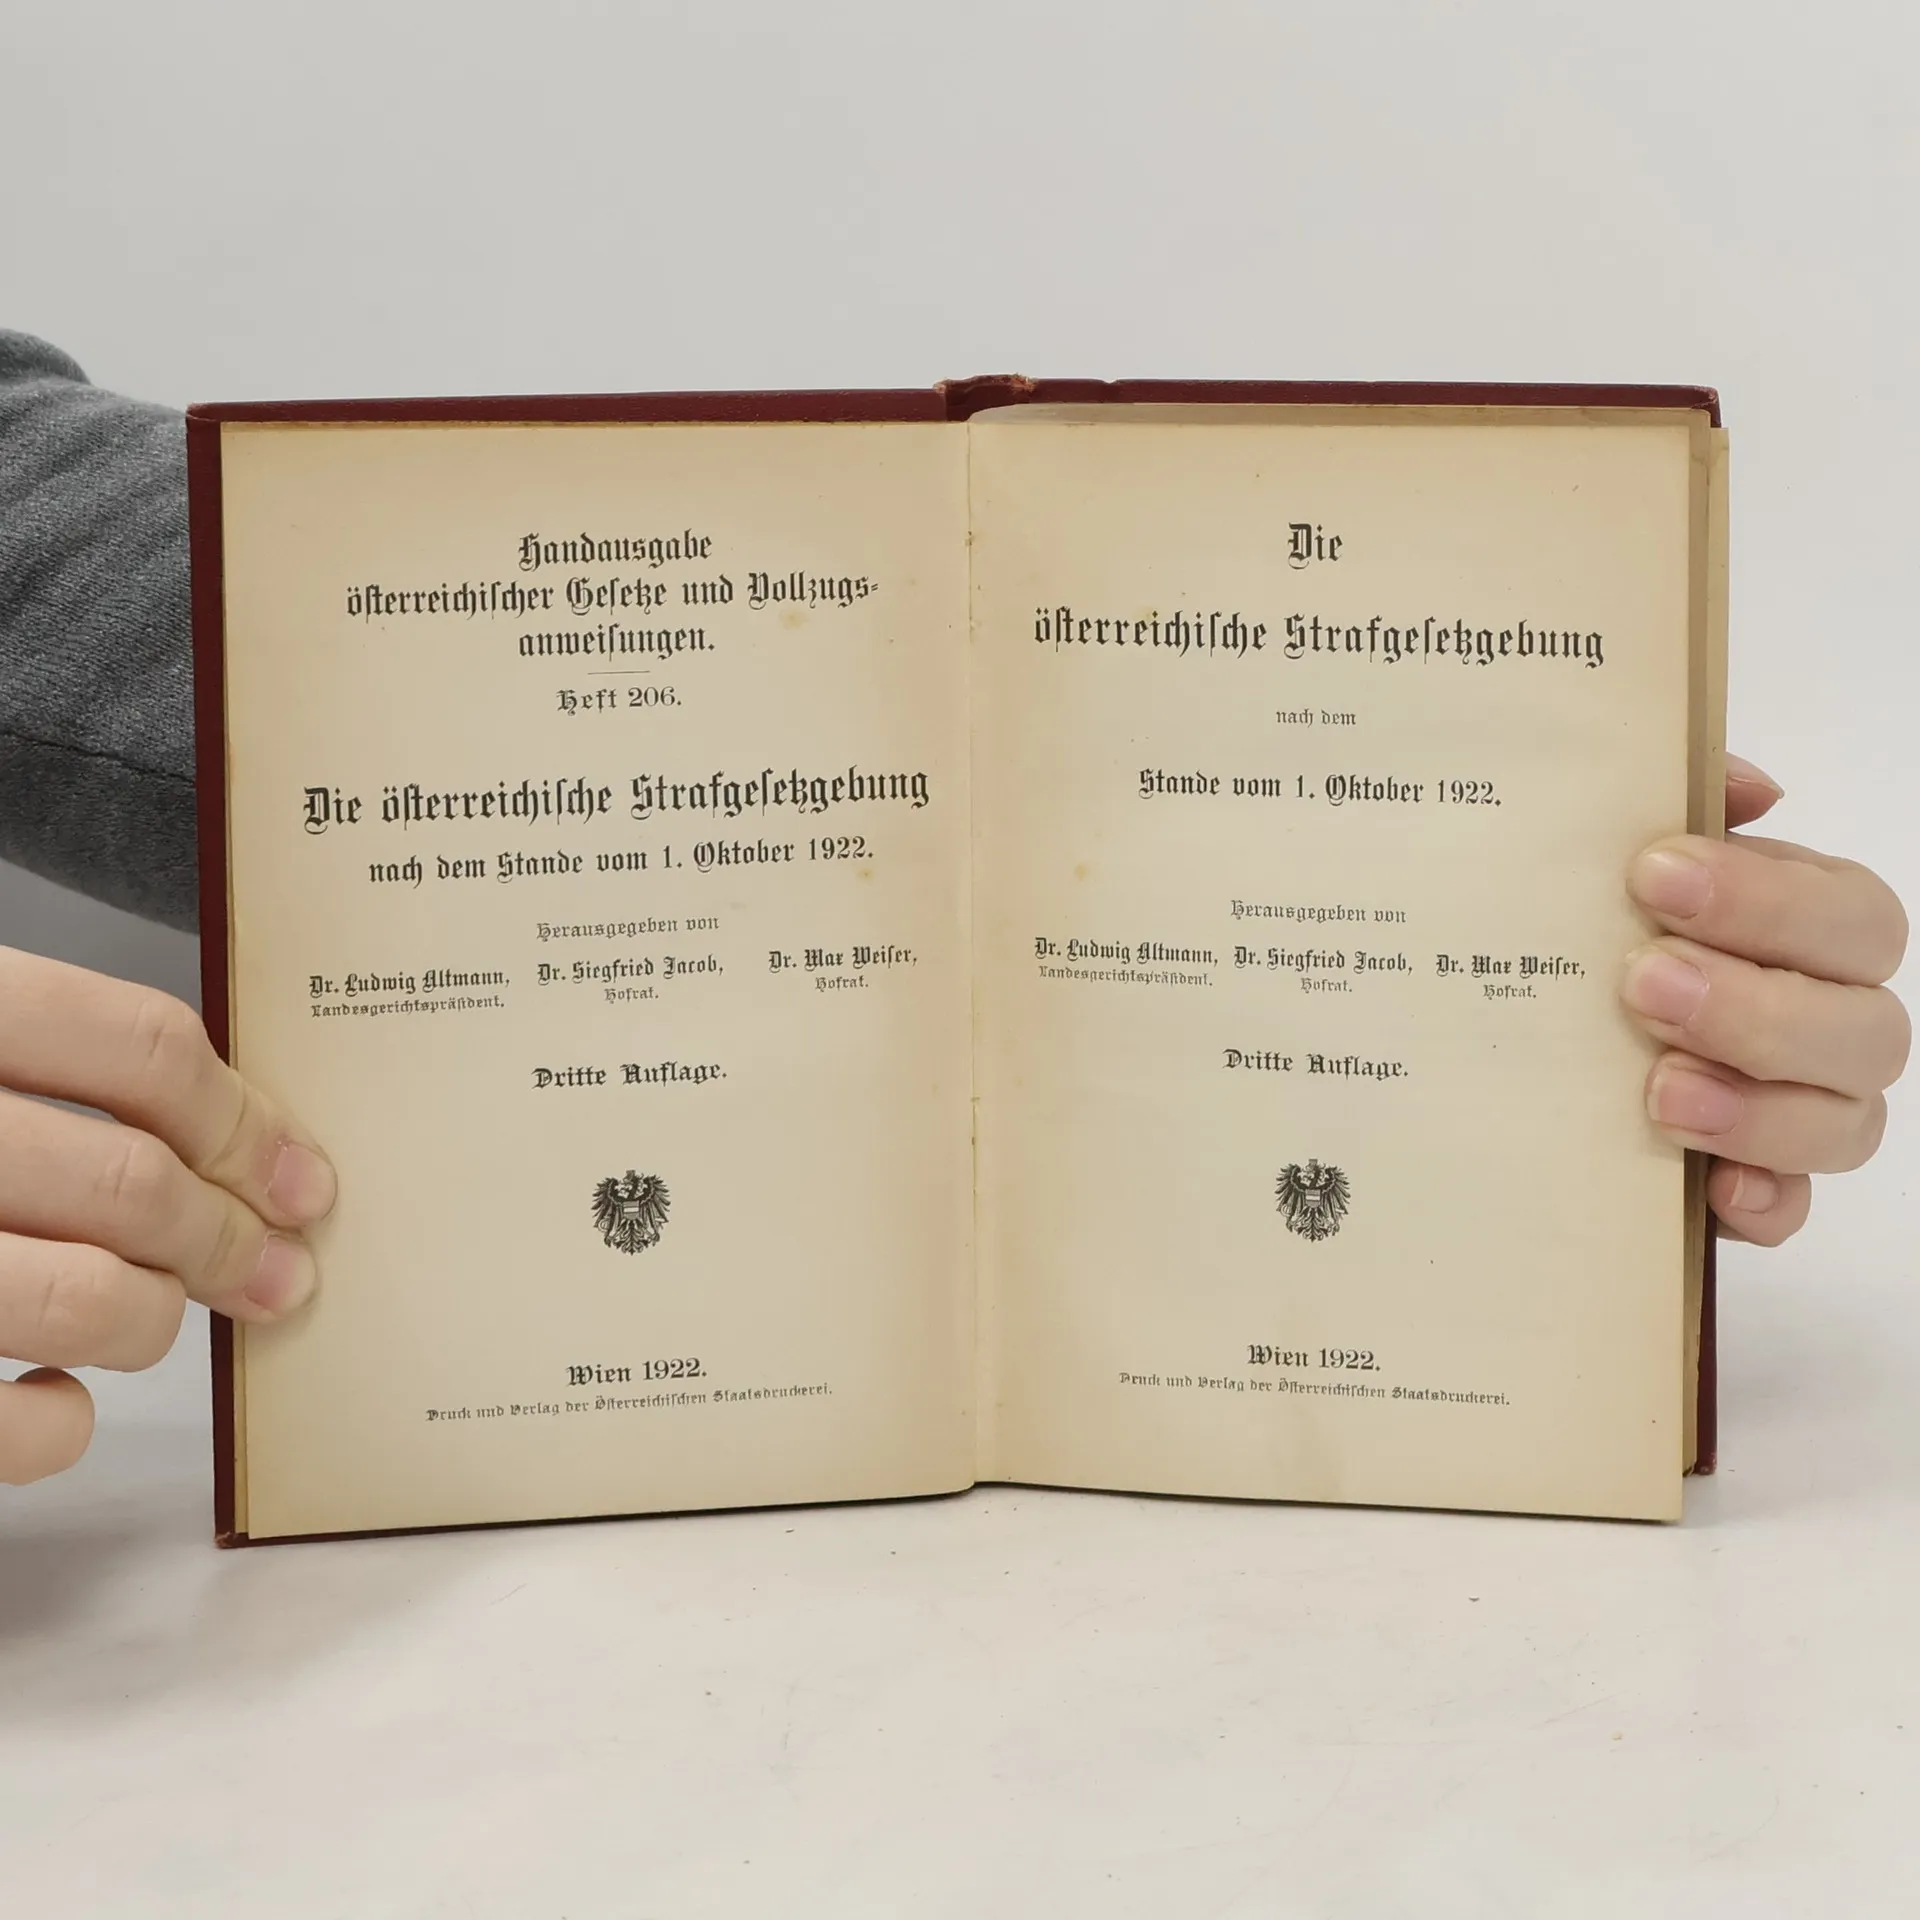 Handausgabe
österreichischer Gesetze und Vollzugs-
anweisungen.
Heft 206.
Die österreichische Strafgesetzgebung
nach dem Stande vom 1. Oktober 1922.
Herausgegeben von
Dr. Ludwig Altmann, Dr. Siegfried Jacob, Dr. Max Weiser,
Landesgerichtspräsident. Hofrat. Hofrat.
Dritte Auflage.
Wien 1922.
Druck und Verlag der Österreichischen Staatsdruckerei.
Die
österreichische Strafgesetzgebung
nach dem
Stande vom 1. Oktober 1922.
Herausgegeben von
Dr. Ludwig Altmann, Dr. Siegfried Jacob, Dr. Max Weiser,
Landesgerichtspräsident. Hofrat. Hofrat.
Dritte Auflage.
Wien 1922.
Druck und Verlag der Österreichischen Staatsdruckerei.